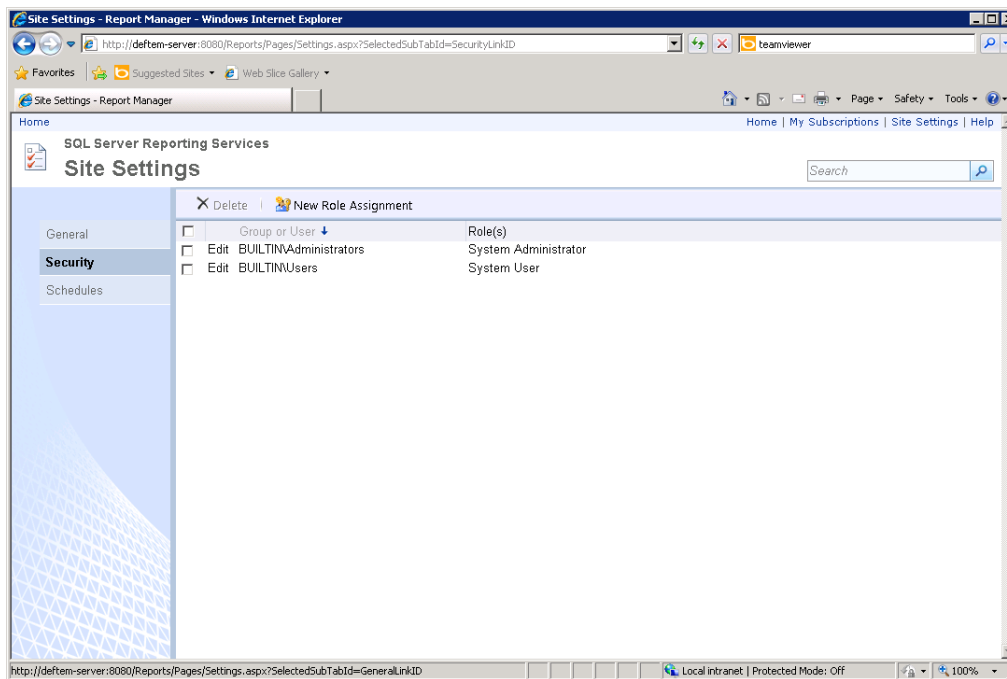 Site Settings - Report Manager - Windows Internet Explorer
http://deftem-server:8080/Reports/Pages/Settings.aspx?SelectedSubTabId=SecurityLinkID
teamviewer
Favorites
Suggested Sites
Web Slice Gallery
Site Settings - Report Manager
Page
Safety
Tools
Home
Home | My Subscriptions | Site Settings | Help
SQL Server Reporting Services
Site Settings
Search
Delete
New Role Assignment
General
Security
Schedules
Group or User
Role(s)
Edit BUILTIN\Administrators System Administrator
Edit BUILTIN\Users System User
http://deftem-server:8080/Reports/Pages/Settings.aspx?SelectedSubTabId=GeneralLinkID
Local intranet | Protected Mode: Off
100%